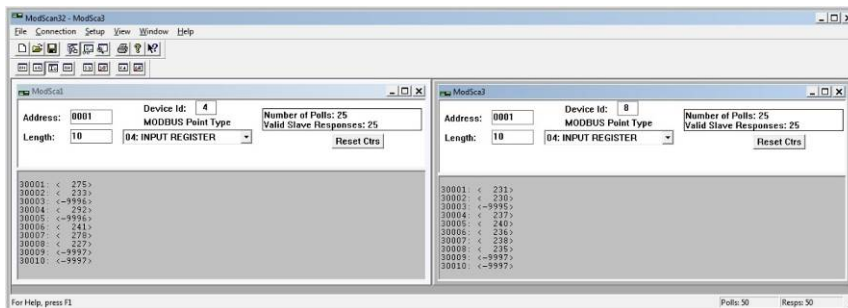 ModScan32 - ModSca3
File Connection Setup View Window Help
ModSca1
Address: 0001
Device Id: 4
MODBUS Point Type
Length: 10
04: INPUT REGISTER
Number of Polls: 25
Valid Slave Responses: 25
Reset Ctrs
30001: < 275>
30002: < 233>
30003: <-9996>
30004: < 292>
30005: <-9996>
30006: < 241>
30007: < 278>
30008: < 227>
30009: <-9997>
30010: <-9997>
ModSca3
Address: 0001
Device Id: 8
MODBUS Point Type
Length: 10
04: INPUT REGISTER
Number of Polls: 25
Valid Slave Responses: 25
Reset Ctrs
30001: < 231>
30002: < 230>
30003: <-9995>
30004: < 237>
30005: < 240>
30006: < 236>
30007: < 238>
30008: < 235>
30009: <-9997>
30010: <-9997>
For Help, press F1
Polls: 50 Resps: 50